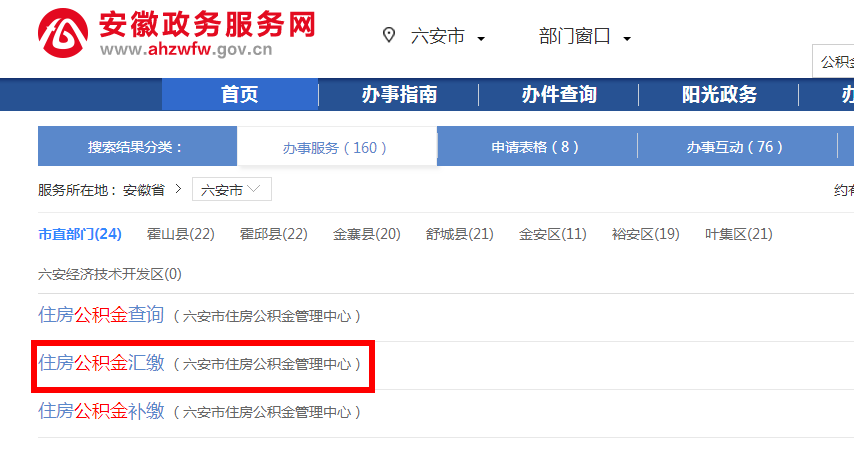 安徽政务服务网
www.ahzwfw.gov.cn
六安市 部门窗口
公积金
首页 办事指南 办件查询 阳光政务
搜索结果分类： 办事服务（160） 申请表格（8） 办事互动（76）
服务所在地：安徽省 > 六安市
约有
市直部门(24) 霍山县(22) 霍邱县(22) 金寨县(20) 舒城县(21) 金安区(11) 裕安区(19) 叶集区(21)
六安经济技术开发区(0)
住房公积金查询（六安市住房公积金管理中心）
住房公积金汇缴（六安市住房公积金管理中心）
住房公积金补缴（六安市住房公积金管理中心）